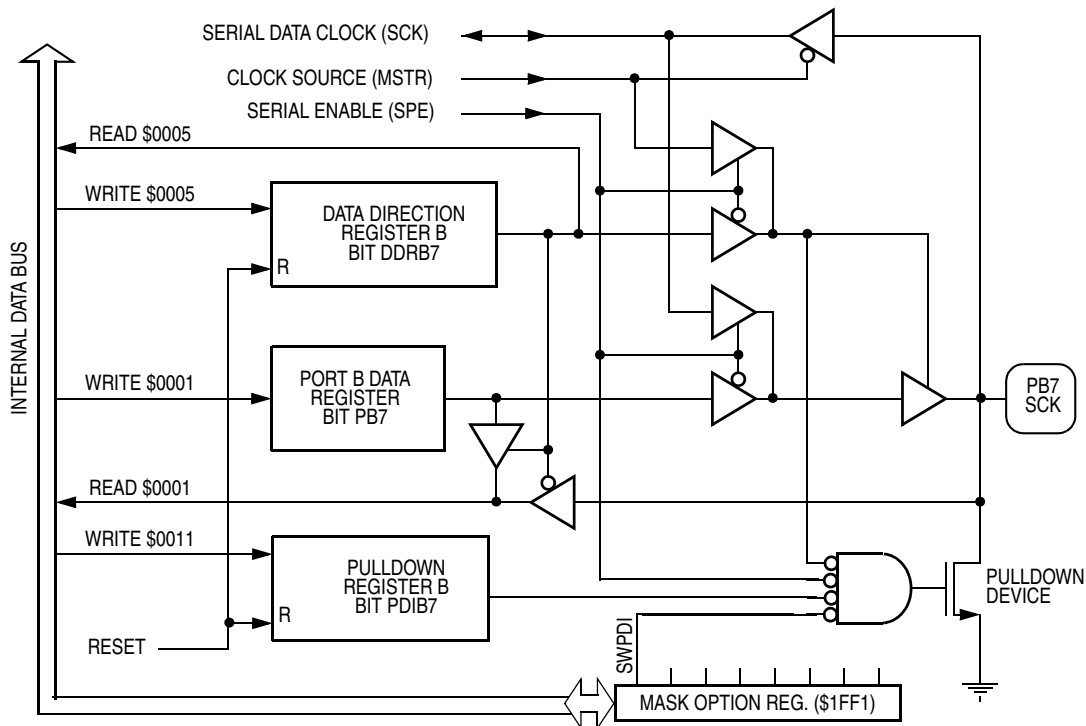 SERIAL DATA CLOCK (SCK)
CLOCK SOURCE (MSTR)
SERIAL ENABLE (SPE)
READ $0005
WRITE $0005
DATA DIRECTION
REGISTER B
BIT DDRB7
R
INTERNAL DATA BUS
WRITE $0001
PORT B DATA
REGISTER
BIT PB7
PB7
SCK
READ $0001
WRITE $0011
PULLDOWN
REGISTER B
BIT PDIB7
R
PULLDOWN
DEVICE
RESET
SWPDI
MASK OPTION REG. ($1FF1)